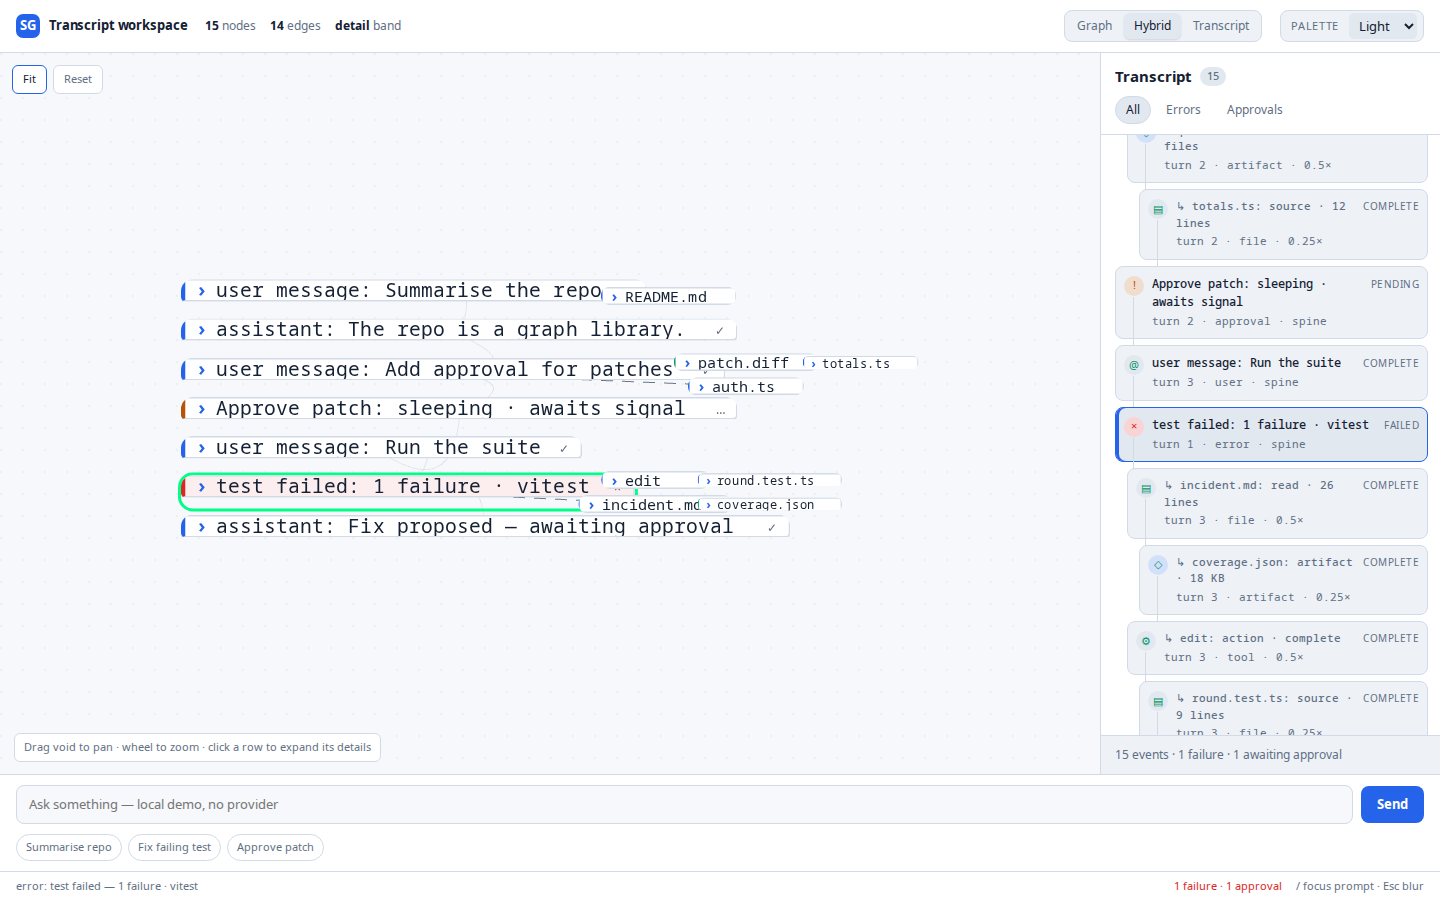 SG Transcript workspace 15 nodes 14 edges detail band
Graph Hybrid Transcript PALETTE Light
Fit Reset
› user message: Summarise the repo
› README.md
› assistant: The repo is a graph library. ✓
› user message: Add approval for patches
› patch.diff
› totals.ts
› auth.ts
› Approve patch: sleeping · awaits signal …
› user message: Run the suite ✓
› test failed: 1 failure · vitest
› edit
› round.test.ts
› incident.md
› coverage.json
› assistant: Fix proposed — awaiting approval ✓
Drag void to pan · wheel to zoom · click a row to expand its details
Transcript 15
All Errors Approvals
files
turn 2 · artifact · 0.5×
↳ totals.ts: source · 12 COMPLETE
lines
turn 2 · file · 0.25×
! Approve patch: sleeping · PENDING
awaits signal
turn 2 · approval · spine
@ user message: Run the suite COMPLETE
turn 3 · user · spine
× test failed: 1 failure · vitest FAILED
turn 1 · error · spine
↳ incident.md: read · 26 COMPLETE
lines
turn 3 · file · 0.5×
↳ coverage.json: artifact COMPLETE
· 18 KB
turn 3 · artifact · 0.25×
↳ edit: action · complete COMPLETE
turn 3 · tool · 0.5×
↳ round.test.ts: source · COMPLETE
9 lines
turn 3 · file · 0.25×
15 events · 1 failure · 1 awaiting approval
Ask something — local demo, no provider
Send
Summarise repo Fix failing test Approve patch
error: test failed — 1 failure · vitest
1 failure · 1 approval / focus prompt · Esc blur